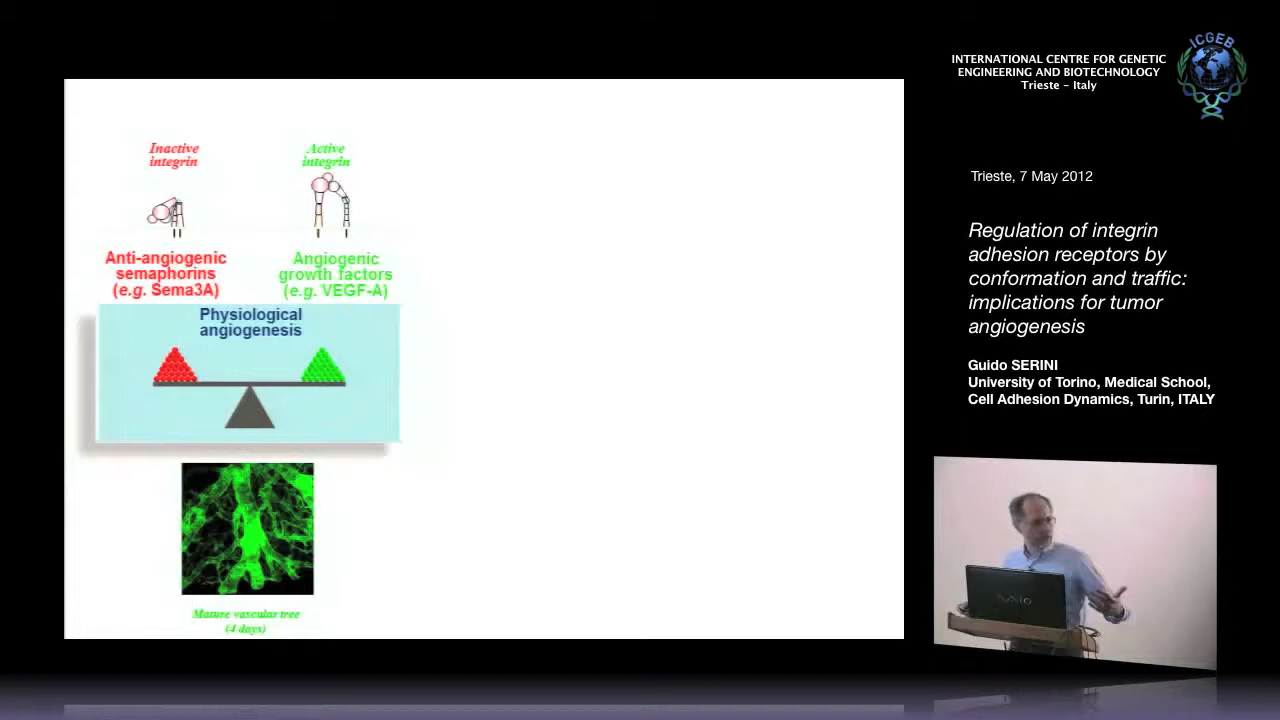 Inactive
integrin
Active
integrin
Anti-angiogenic
semaphorins
(e.g. Sema3A)
Angiogenic
growth factors
(e.g. VEGF-A)
Physiological
angiogenesis
Mature vascular tree
(4 days)
INTERNATIONAL CENTRE FOR GENETIC
ENGINEERING AND BIOTECHNOLOGY
Trieste - Italy
ICGEB
Trieste, 7 May 2012
Regulation of integrin
adhesion receptors by
conformation and traffic:
implications for tumor
angiogenesis
Guido SERINI
University of Torino, Medical School,
Cell Adhesion Dynamics, Turin, ITALY
VAIO